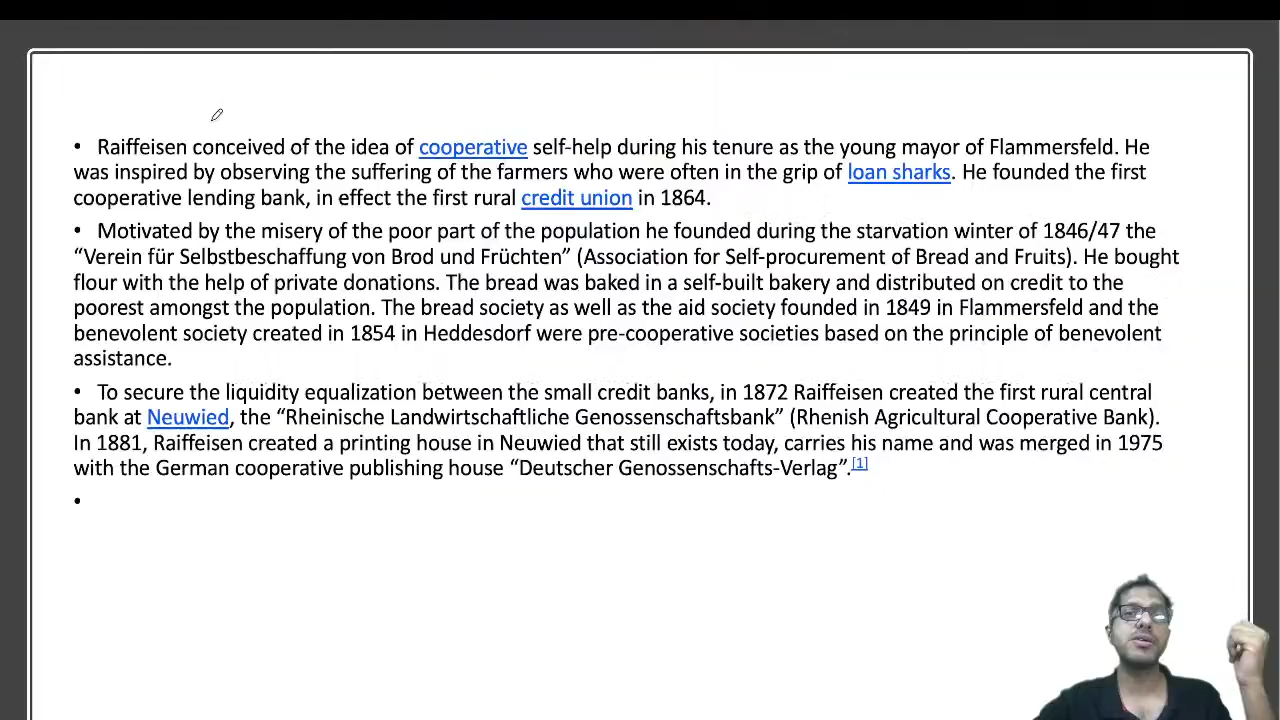 • Raiffeisen conceived of the idea of cooperative self-help during his tenure as the young mayor of Flammersfeld. He
was inspired by observing the suffering of the farmers who were often in the grip of loan sharks. He founded the first
cooperative lending bank, in effect the first rural credit union in 1864.
• Motivated by the misery of the poor part of the population he founded during the starvation winter of 1846/47 the
“Verein für Selbstbeschaffung von Brod und Früchten” (Association for Self-procurement of Bread and Fruits). He bought
flour with the help of private donations. The bread was baked in a self-built bakery and distributed on credit to the
poorest amongst the population. The bread society as well as the aid society founded in 1849 in Flammersfeld and the
benevolent society created in 1854 in Heddesdorf were pre-cooperative societies based on the principle of benevolent
assistance.
• To secure the liquidity equalization between the small credit banks, in 1872 Raiffeisen created the first rural central
bank at Neuwied, the “Rheinische Landwirtschaftliche Genossenschaftsbank” (Rhenish Agricultural Cooperative Bank).
In 1881, Raiffeisen created a printing house in Neuwied that still exists today, carries his name and was merged in 1975
with the German cooperative publishing house “Deutscher Genossenschafts-Verlag”.[1]
•